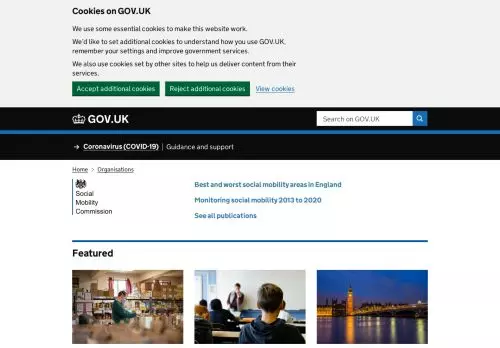 Cookies on GOV.UK
We use some essential cookies to make this website work.
We'd like to set additional cookies to understand how you use GOV.UK,
remember your settings and improve government services.
We also use cookies set by other sites to help us deliver content from their
services.
Accept additional cookies Reject additional cookies View cookies
GOV.UK Search on GOV.UK
→ Coronavirus (COVID-19) Guidance and support
Home > Organisations
Social
Mobility
Commission
Best and worst social mobility areas in England
Monitoring social mobility 2013 to 2020
See all publications
Featured